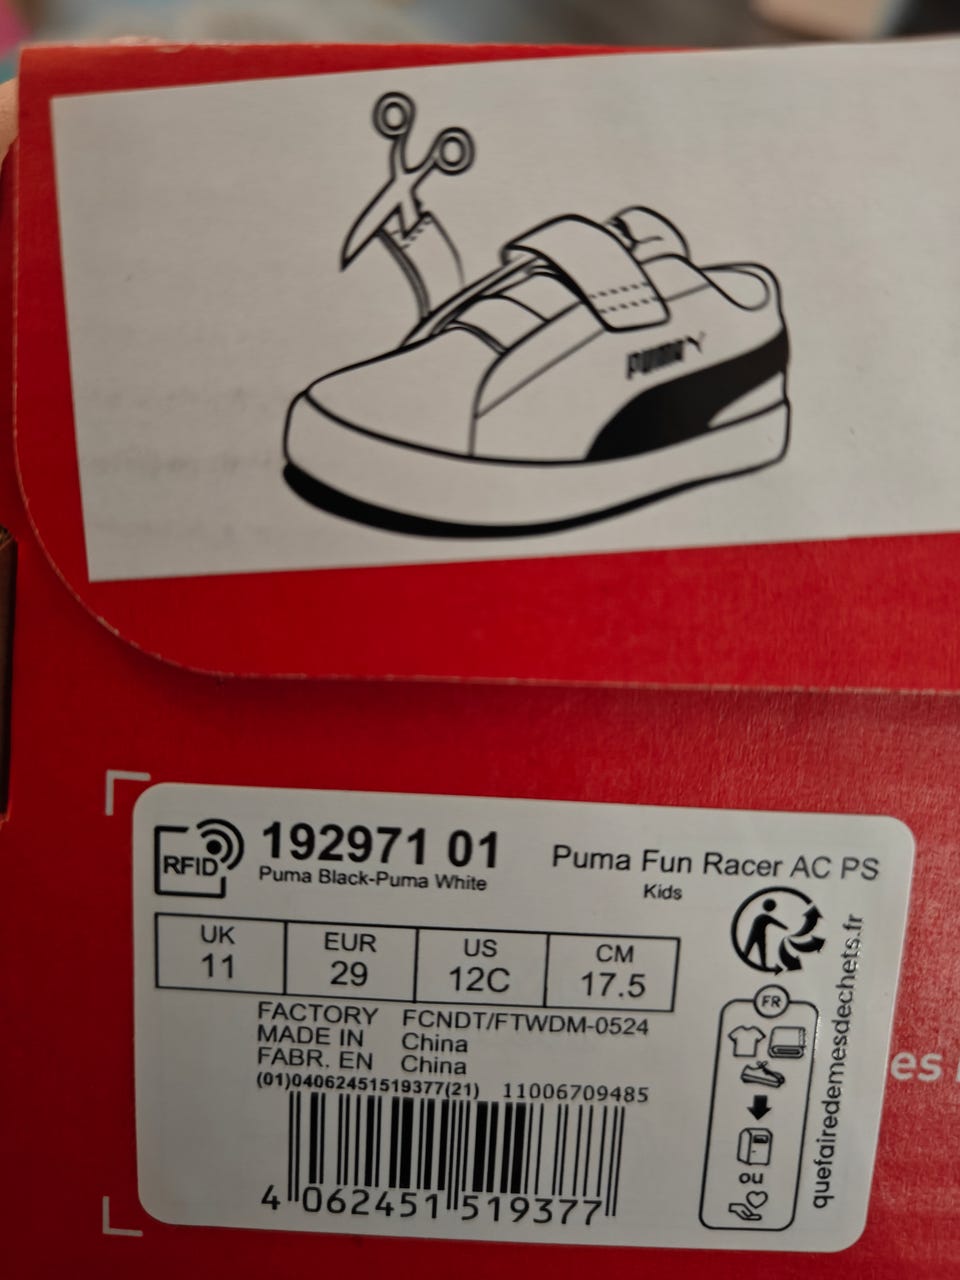 PUMA
RFID
192971 01
Puma Black-Puma White
Puma Fun Racer AC PS
Kids
UK
11
EUR
29
US
12C
CM
17.5
FACTORY FCNDT/FTWDM-0524
MADE IN China
FABR. EN China
(01)04062451519377(21) 11006709485
4 062451 519377
FR
OU
quefairedemesdechets.fr
es